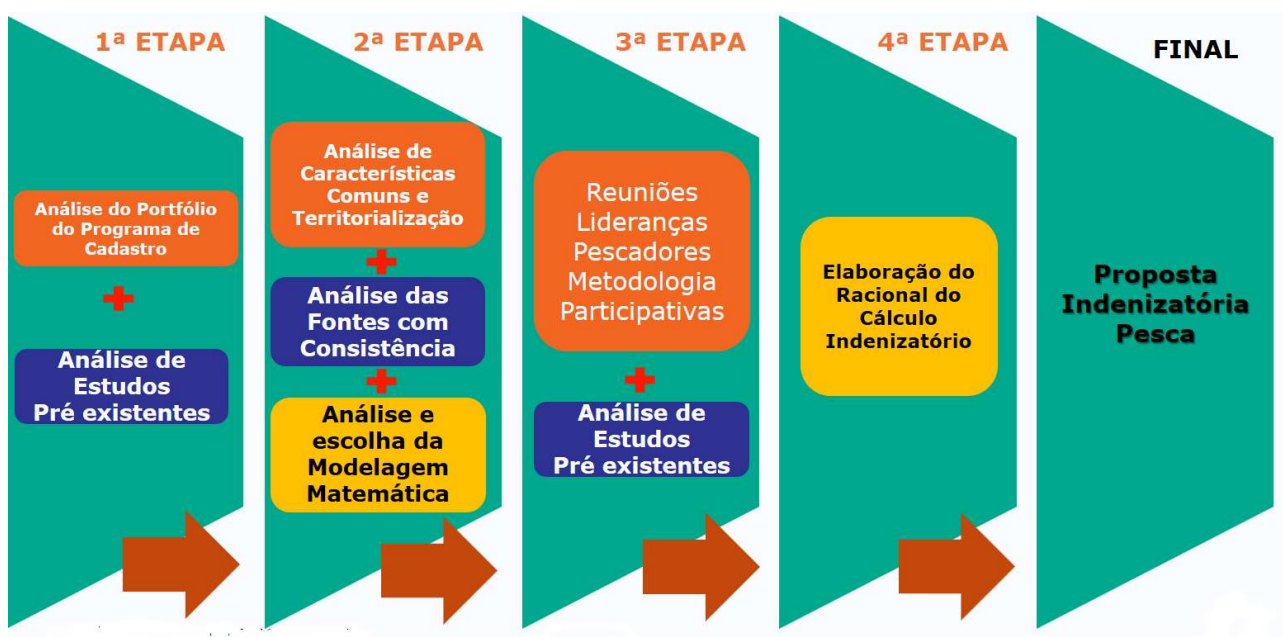 1ª ETAPA
Análise do Portfólio
do Programa de
Cadastro
Análise de
Estudos
Pré existentes
2ª ETAPA
Análise de
Características
Comuns e
Territorialização
Análise das
Fontes com
Consistência
Análise e
escolha da
Modelagem
Matemática
3ª ETAPA
Reuniões
Lideranças
Pescadores
Metodologia
Participativas
Análise de
Estudos
Pré existentes
4ª ETAPA
Elaboração do
Racional do
Cálculo
Indenizatório
FINAL
Proposta
Indenizatória
Pesca